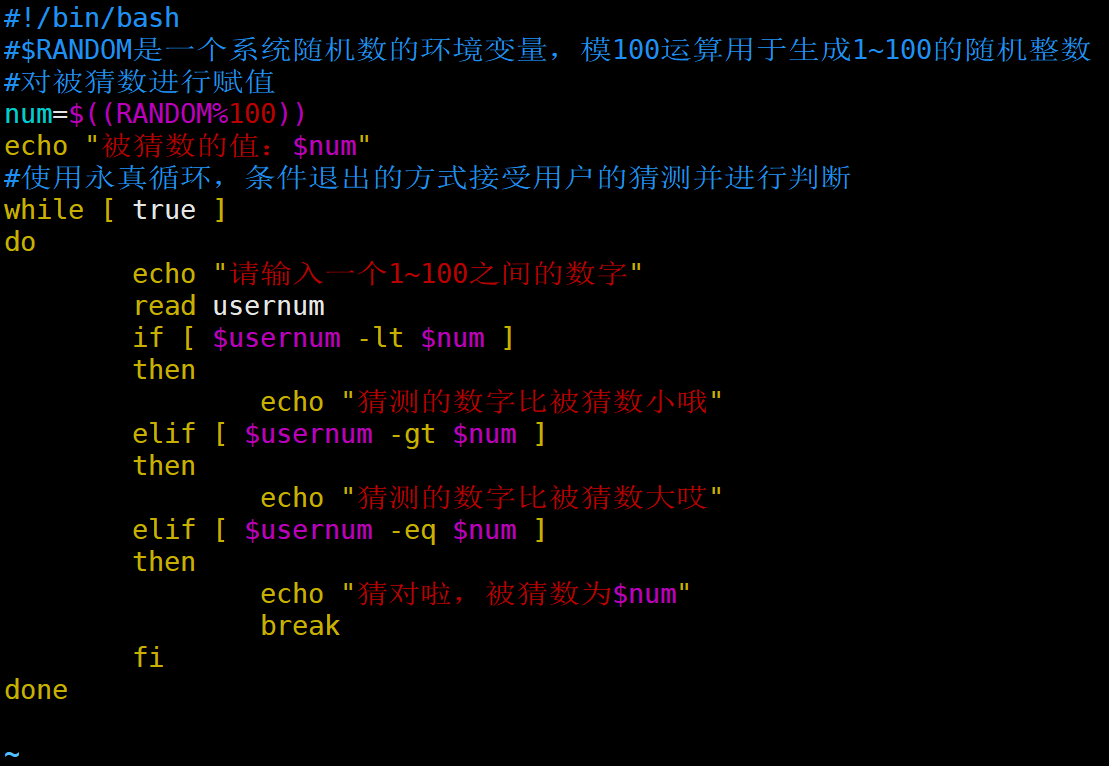 #!/bin/bash
#$RANDOM是一个系统随机数的环境变量，模100运算用于生成1~100的随机整数
#对被猜数进行赋值
num=$((RANDOM%100))
echo "被猜数的值：$num"
#使用永真循环，条件退出的方式接受用户的猜测并进行判断
while [ true ]
do
        echo "请输入一个1~100之间的数字"
        read usernum
        if [ $usernum -lt $num ]
        then
                echo "猜测的数字比被猜数小哦"
        elif [ $usernum -gt $num ]
        then
                echo "猜测的数字比被猜数大哎"
        elif [ $usernum -eq $num ]
        then
                echo "猜对啦，被猜数为$num"
                break
        fi
done
~